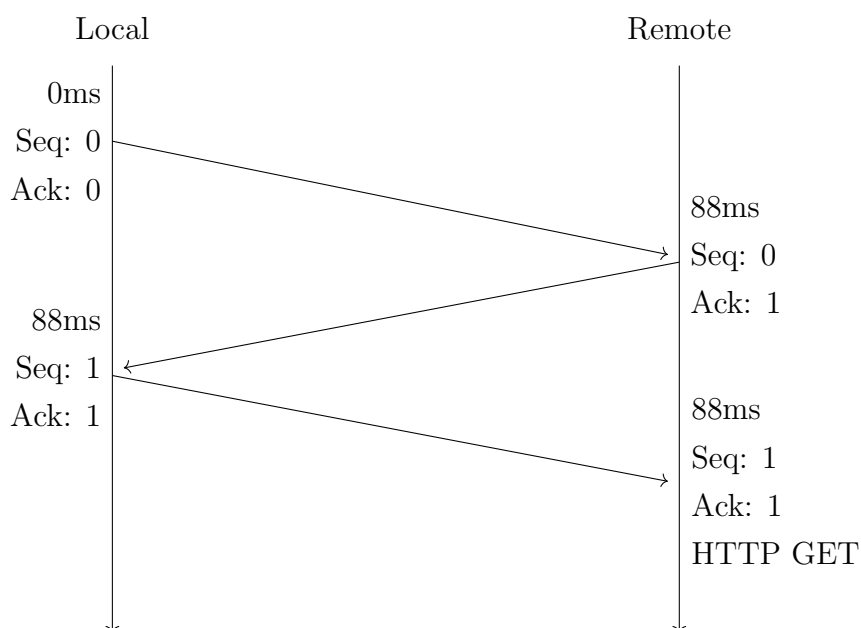 Local
Remote
0ms
Seq: 0
Ack: 0
88ms
Seq: 0
Ack: 1
88ms
Seq: 1
Ack: 1
88ms
Seq: 1
Ack: 1
HTTP GET